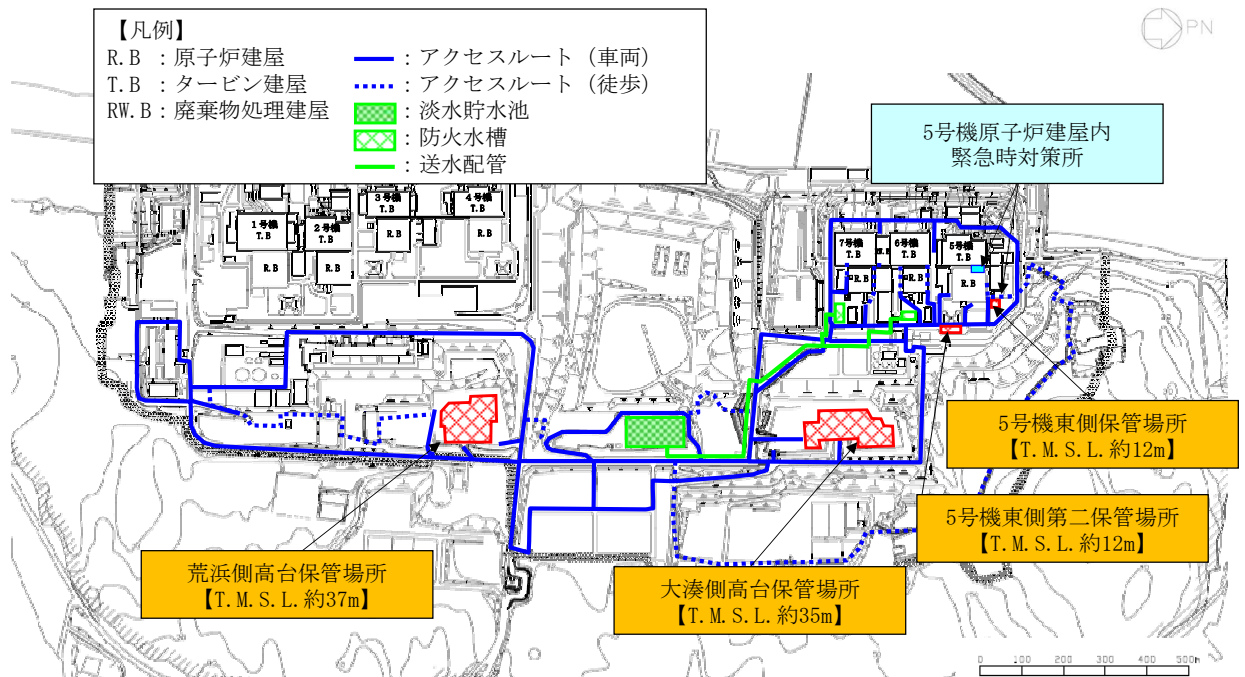 【凡例】
R.B ：原子炉建屋
T.B ：タービン建屋
RW.B：廃棄物処理建屋
：アクセスルート（車両）
：アクセスルート（徒歩）
：淡水貯水池
：防火水槽
：送水配管
PN
5号機原子炉建屋内
緊急時対策所
1号機
T.B
R.B
2号機
T.B
R.B
3号機
T.B
R.B
4号機
T.B
R.B
7号機
T.B
R.B
6号機
T.B
R.B
5号機
T.B
R.B
5号機東側保管場所
【T.M.S.L.約12m】
5号機東側第二保管場所
【T.M.S.L.約12m】
荒浜側高台保管場所
【T.M.S.L.約37m】
大湊側高台保管場所
【T.M.S.L.約35m】
0 100 200 300 400 500m